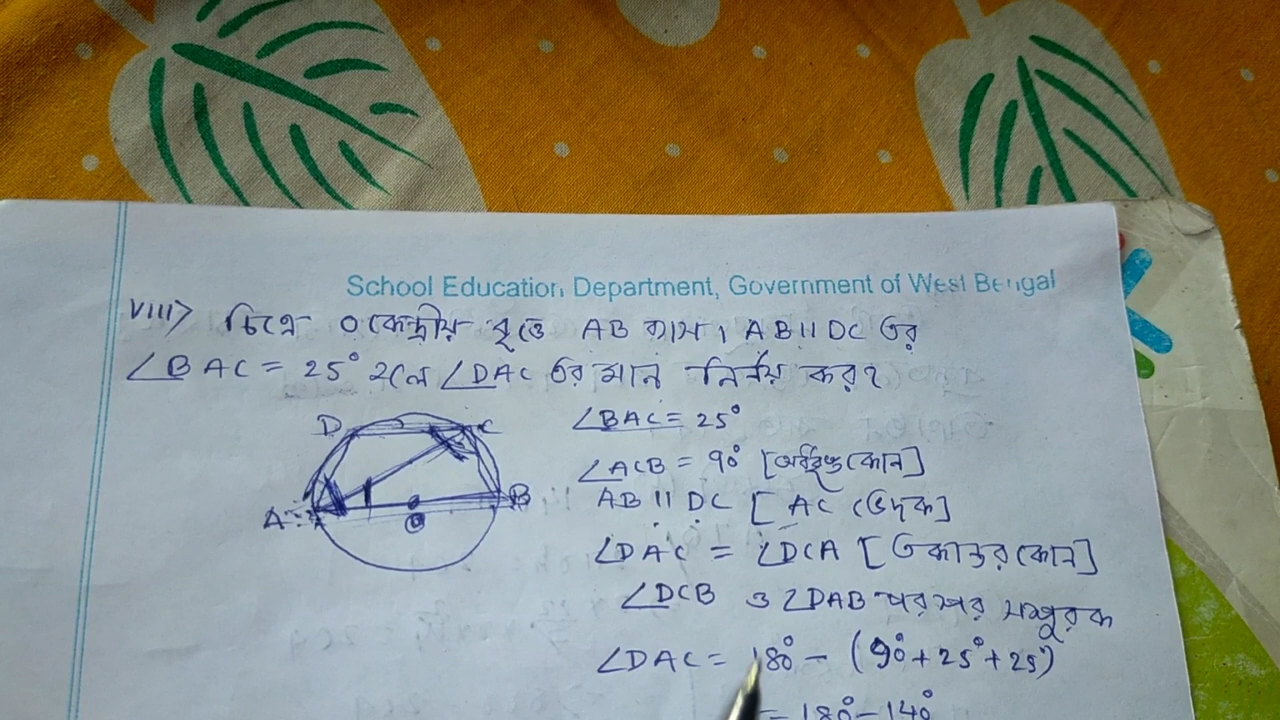 School Education Department, Government of West Bengal
VIII> চিত্রে O কেন্দ্রীয় বৃত্তে AB ব্যাস। AB || DC এর
∠BAC = 25° হলে ∠DAC এর মান নির্নয় কর?
∠BAC = 25°
∠ACB = 90° [অর্ধবৃত্তস্থ কোন]
AB || DC [AC ভেদক]
∠DAC = ∠DCA [একান্তর কোন]
∠DCB ও ∠DAB পরস্পর সম্পূরক
∠DAC = 180° - (90° + 25° + 25°)
= 180° - 140°
D C
A B
O